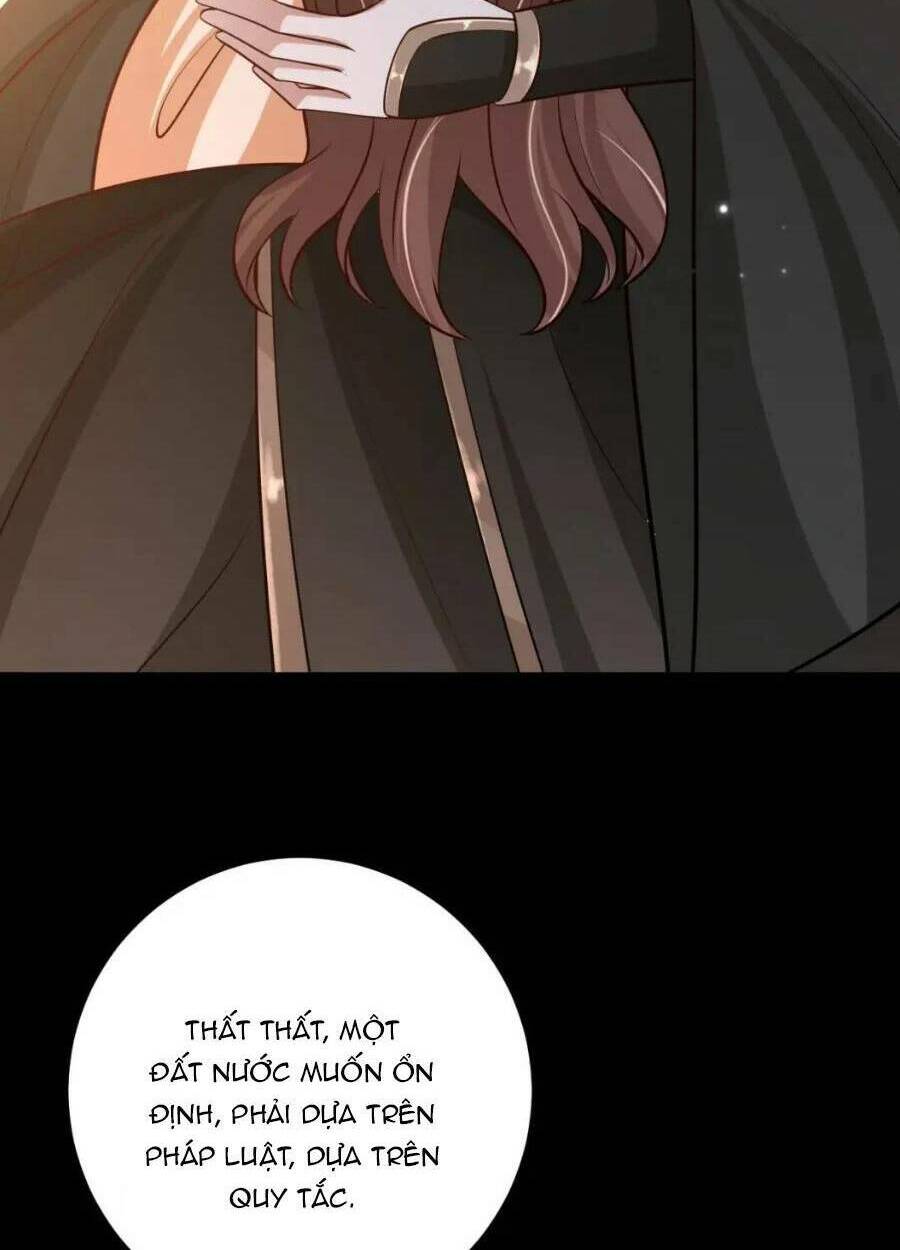 THẤT THẤT, MỘT
ĐẤT NƯỚC MUỐN ỔN
ĐỊNH, PHẢI DỰA TRÊN
PHÁP LUẬT, DỰA TRÊN
QUY TẮC.